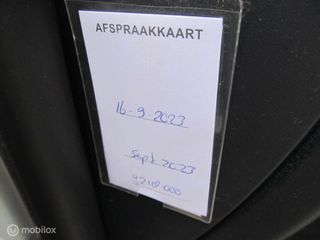 AFSPRAAKKAART
16-9-2023
Sept 2023
mobilox